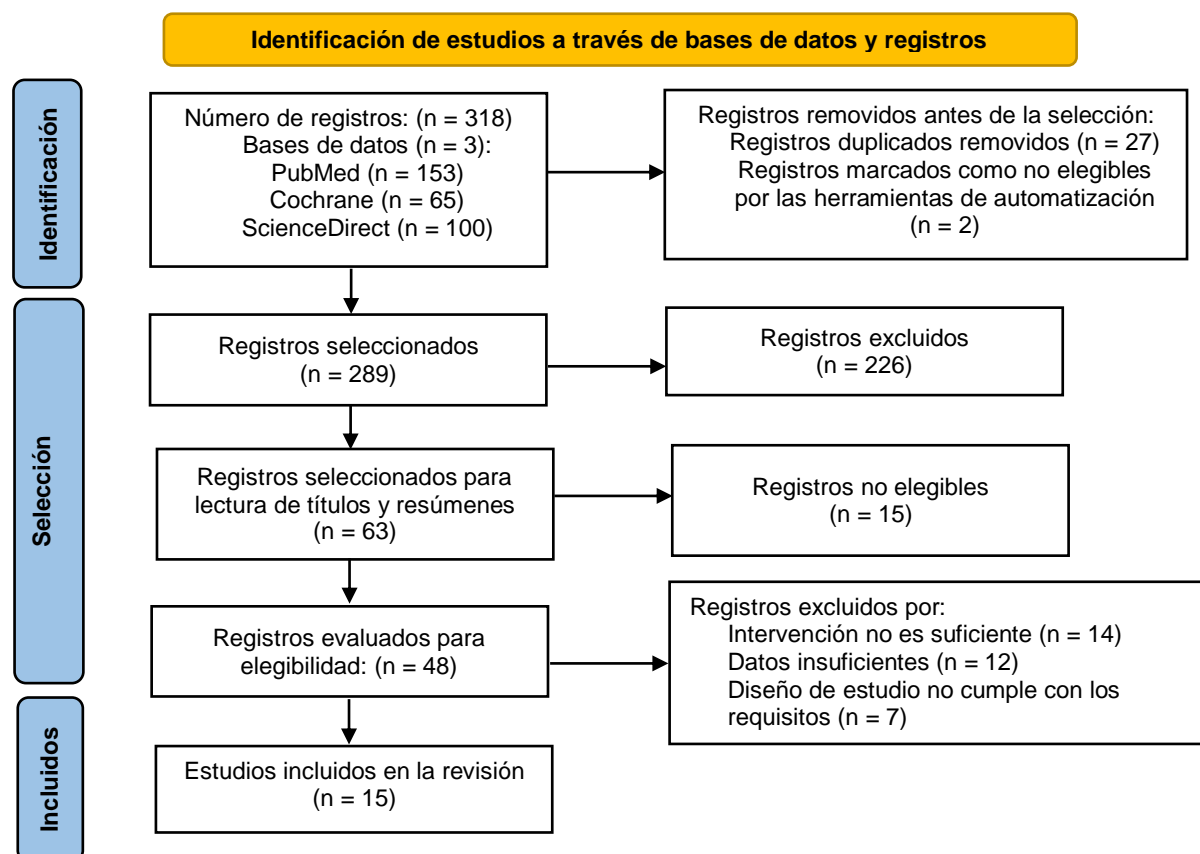 Identificación de estudios a través de bases de datos y registros
Identificación
Número de registros: (n = 318)
Bases de datos (n = 3):
PubMed (n = 153)
Cochrane (n = 65)
ScienceDirect (n = 100)
Registros removidos antes de la selección:
Registros duplicados removidos (n = 27)
Registros marcados como no elegibles
por las herramientas de automatización
(n = 2)
Selección
Registros seleccionados
(n = 289)
Registros excluidos
(n = 226)
Registros seleccionados para
lectura de títulos y resúmenes
(n = 63)
Registros no elegibles
(n = 15)
Registros evaluados para
elegibilidad: (n = 48)
Registros excluidos por:
Intervención no es suficiente (n = 14)
Datos insuficientes (n = 12)
Diseño de estudio no cumple con los
requisitos (n = 7)
Incluidos
Estudios incluidos en la revisión
(n = 15)